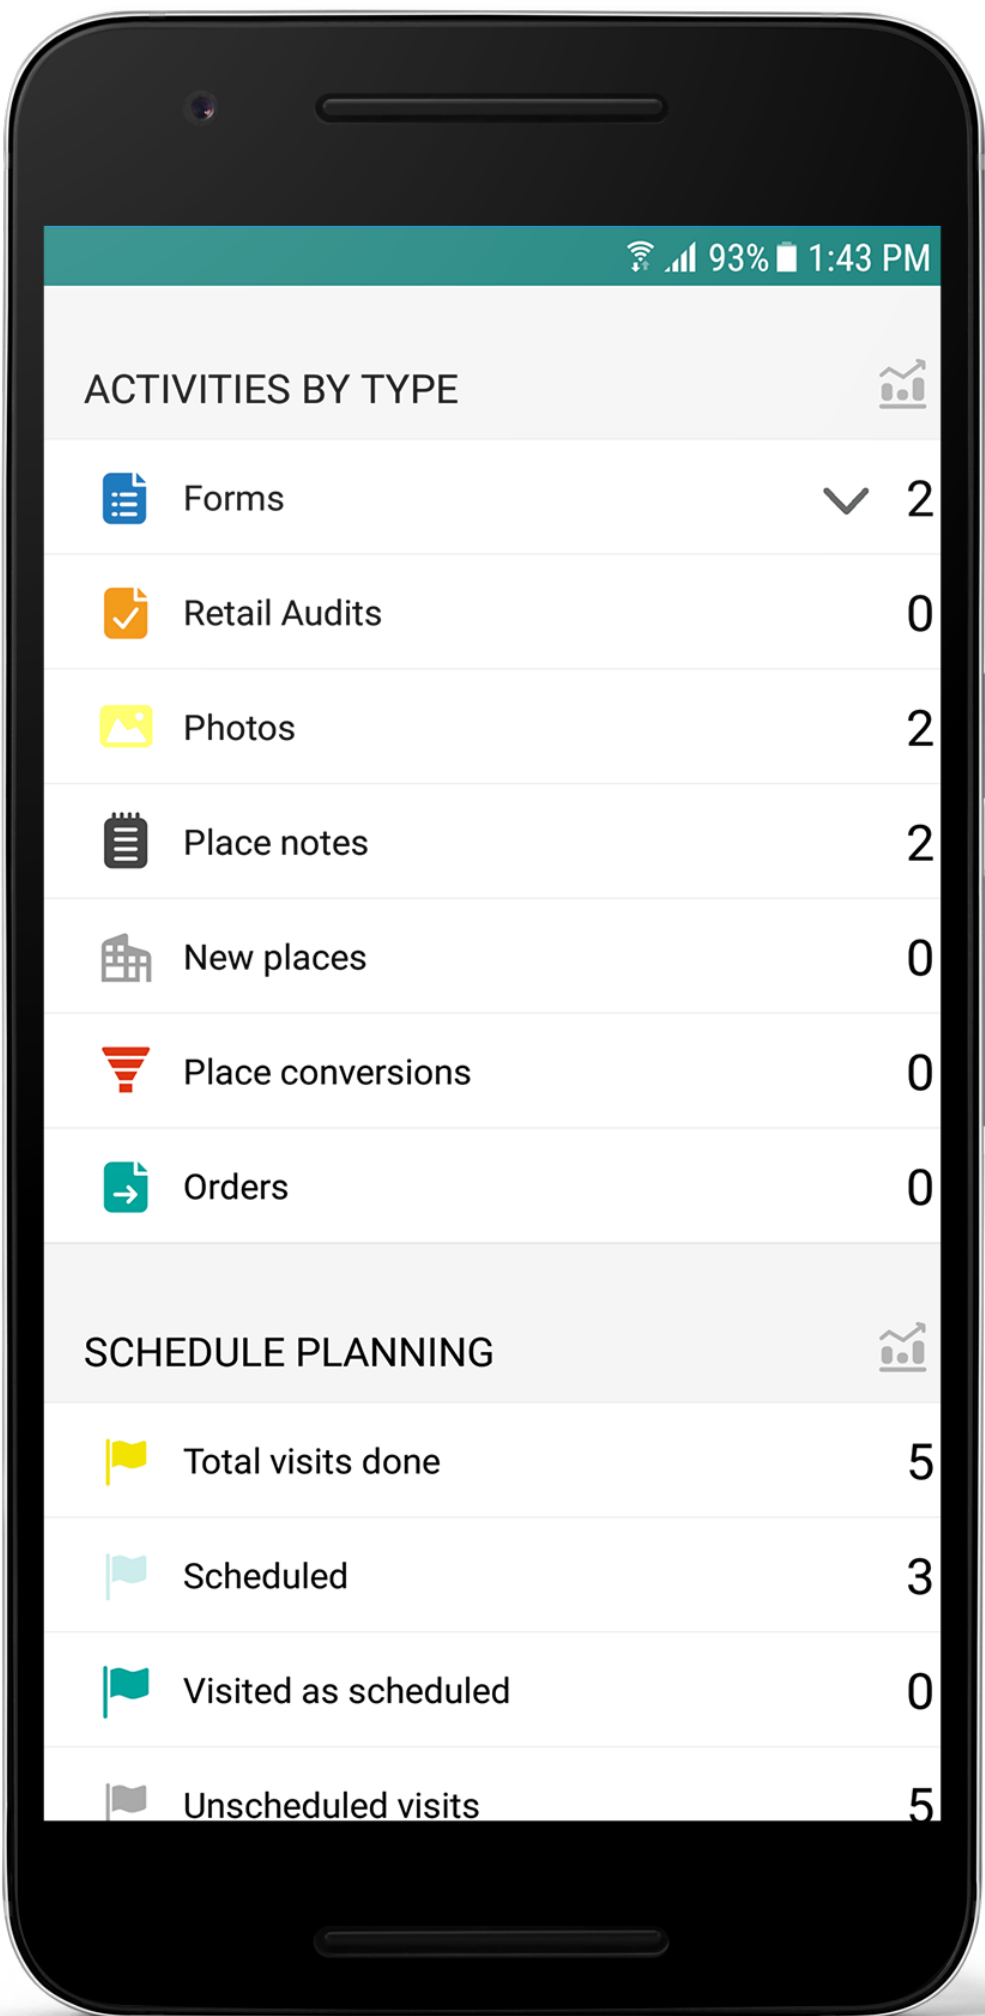 93% 1:43 PM
ACTIVITIES BY TYPE
Forms 2
Retail Audits 0
Photos 2
Place notes 2
New places 0
Place conversions 0
Orders 0
SCHEDULE PLANNING
Total visits done 5
Scheduled 3
Visited as scheduled 0
Unscheduled visits 5